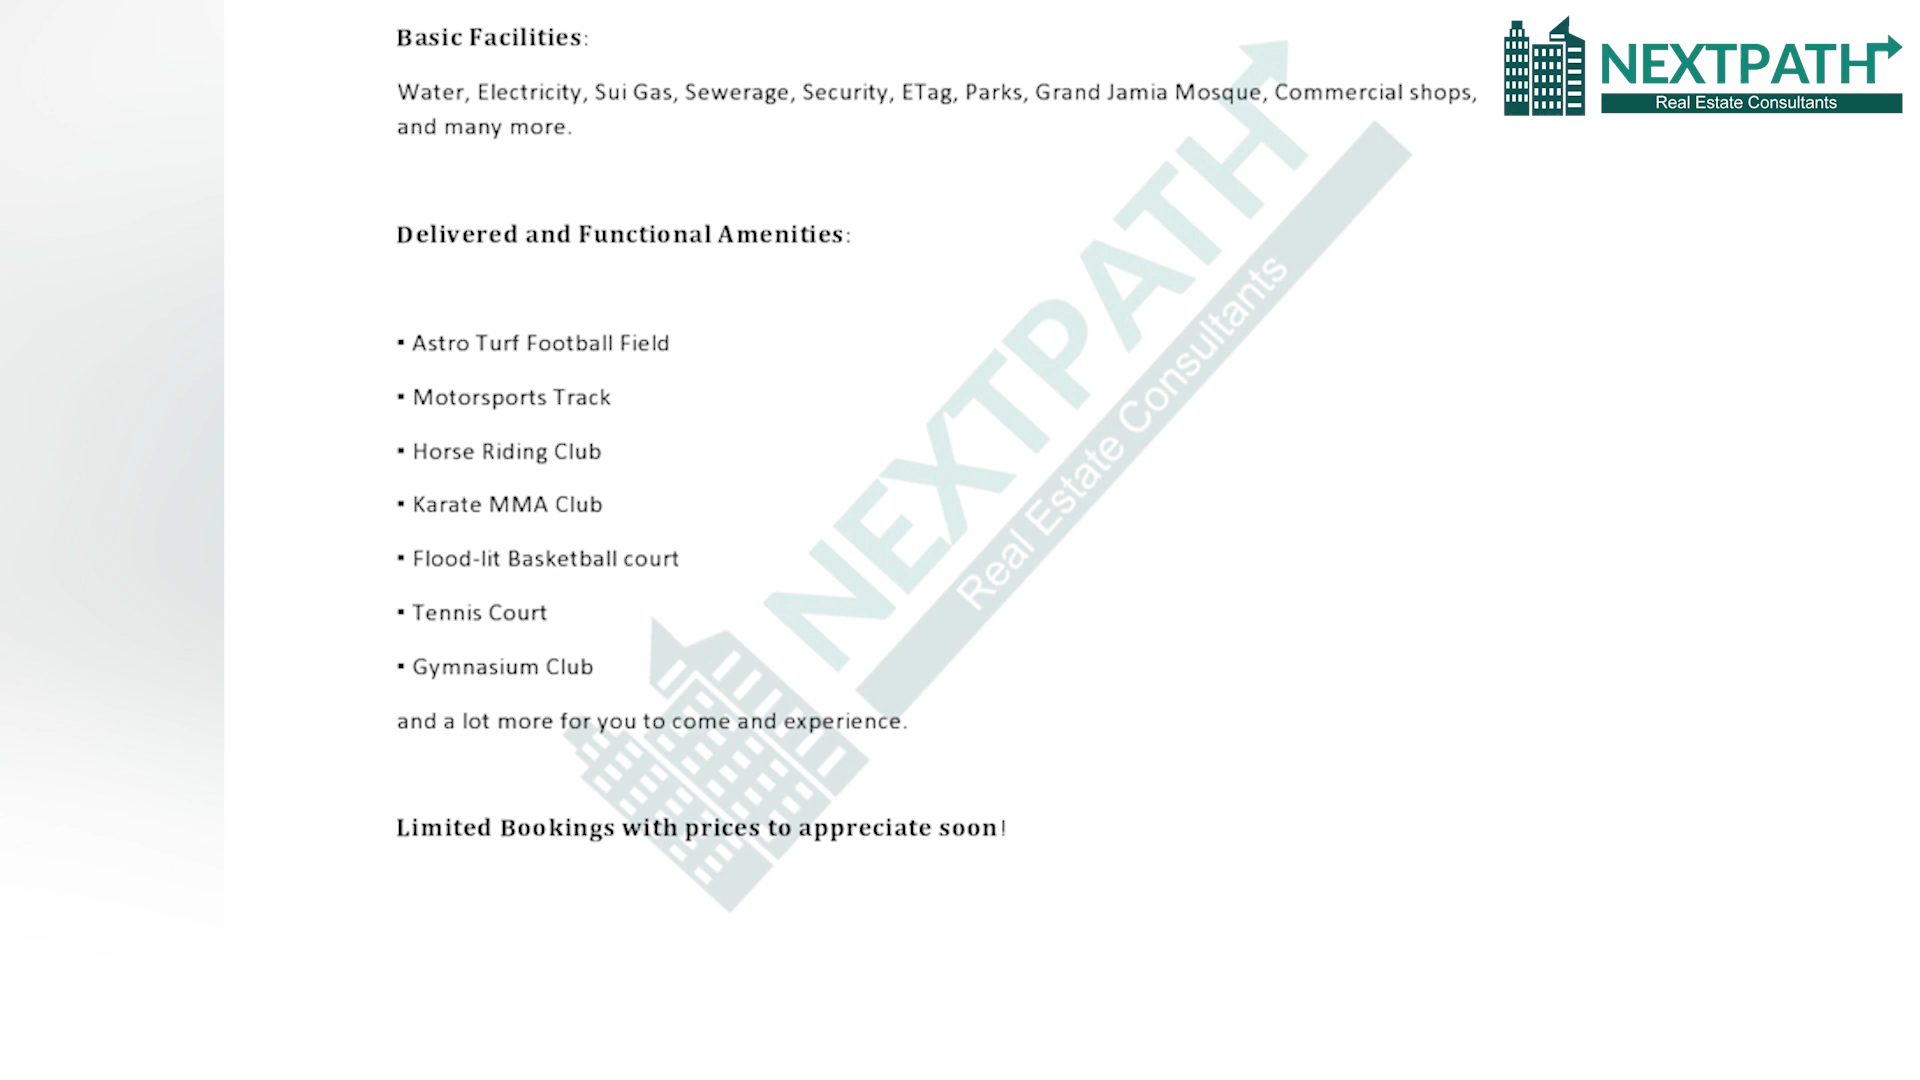 NEXTPATH
Real Estate Consultants
Basic Facilities:
Water, Electricity, Sui Gas, Sewerage, Security, ETag, Parks, Grand Jamia Mosque, Commercial shops,
and many more.
Delivered and Functional Amenities:
▪ Astro Turf Football Field
▪ Motorsports Track
▪ Horse Riding Club
▪ Karate MMA Club
▪ Flood-lit Basketball court
▪ Tennis Court
▪ Gymnasium Club
and a lot more for you to come and experience.
Limited Bookings with prices to appreciate soon!
NEXTPATH
Real Estate Consultants